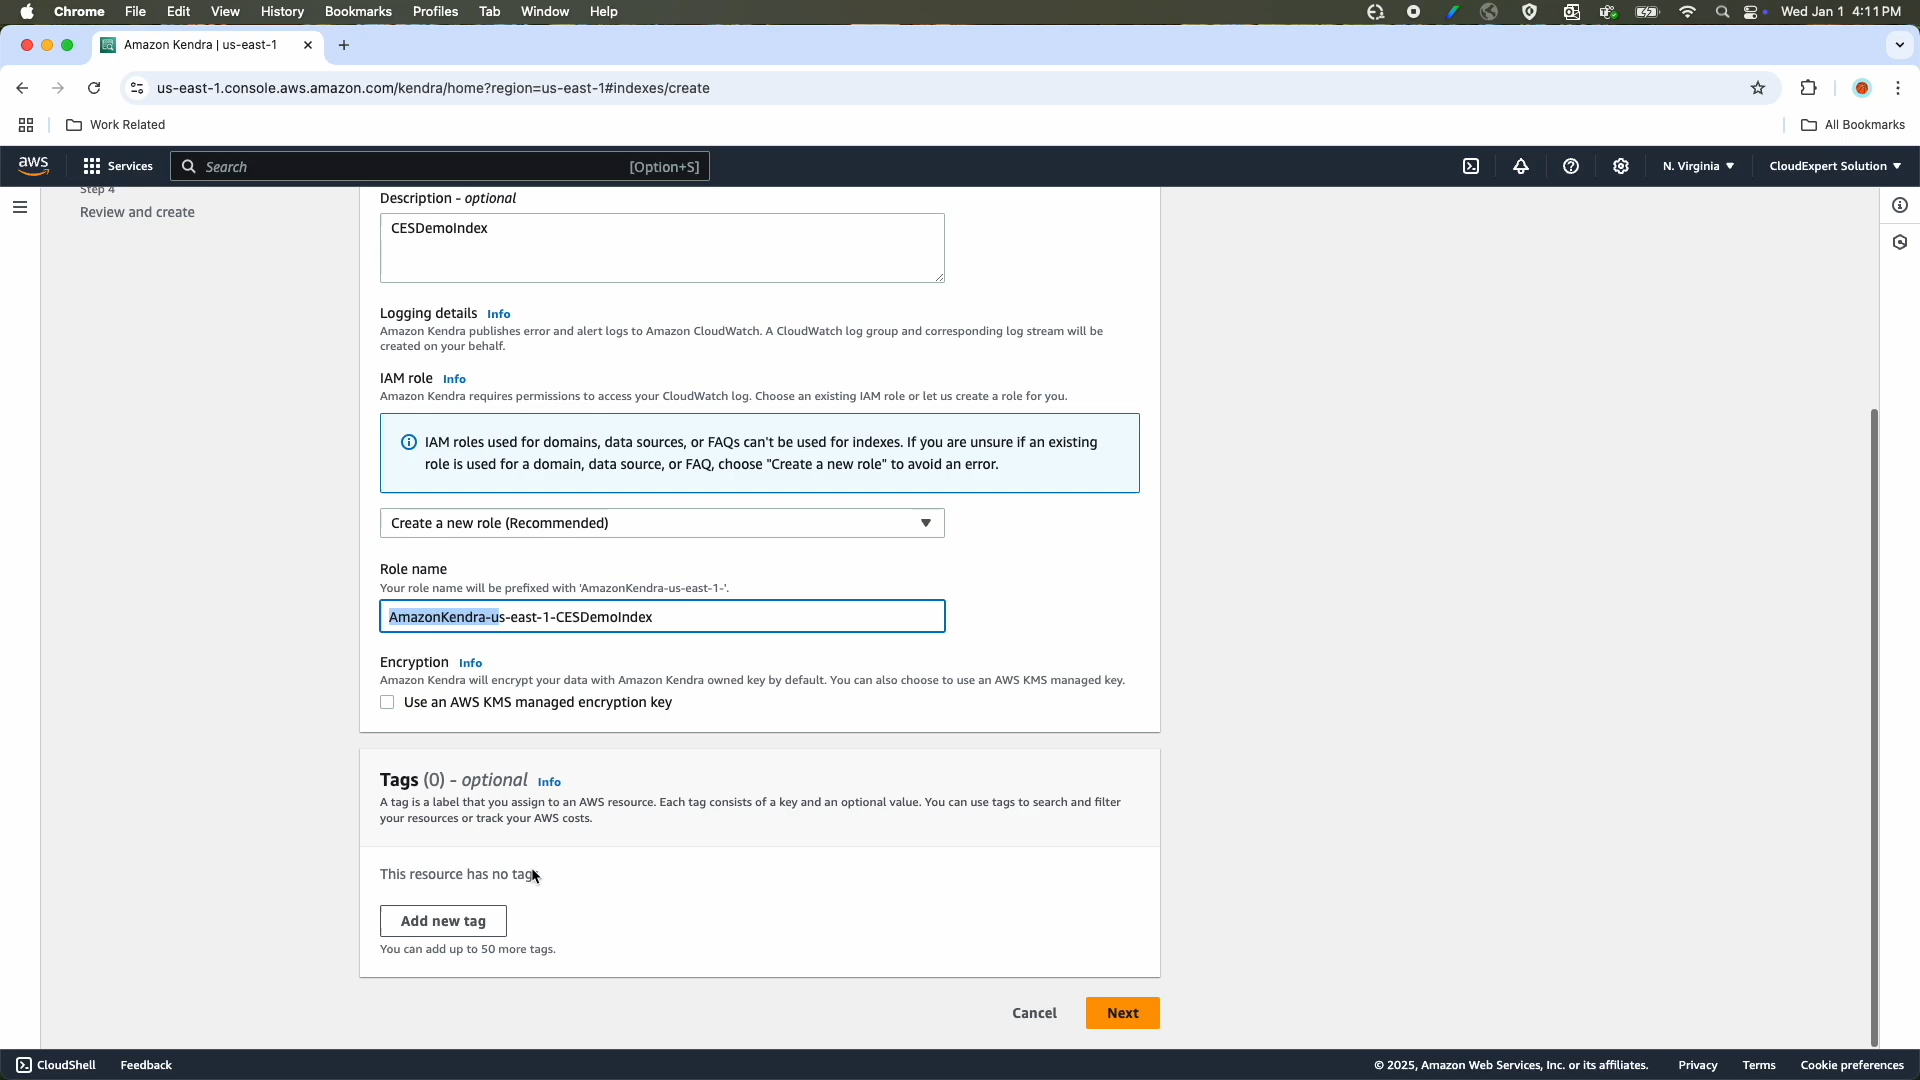 Chrome File Edit View History Bookmarks Profiles Tab Window Help Wed Jan 1 4:11 PM
Amazon Kendra | us-east-1
us-east-1.console.aws.amazon.com/kendra/home?region=us-east-1#indexes/create
Work Related All Bookmarks
aws Services Search [Option+S] N. Virginia CloudExpert Solution
Step 4
Review and create
Description - optional
CESDemoIndex
Logging details Info
Amazon Kendra publishes error and alert logs to Amazon CloudWatch. A CloudWatch log group and corresponding log stream will be
created on your behalf.
IAM role Info
Amazon Kendra requires permissions to access your CloudWatch log. Choose an existing IAM role or let us create a role for you.
IAM roles used for domains, data sources, or FAQs can't be used for indexes. If you are unsure if an existing
role is used for a domain, data source, or FAQ, choose "Create a new role" to avoid an error.
Create a new role (Recommended)
Role name
Your role name will be prefixed with 'AmazonKendra-us-east-1-'.
AmazonKendra-us-east-1-CESDemoIndex
Encryption Info
Amazon Kendra will encrypt your data with Amazon Kendra owned key by default. You can also choose to use an AWS KMS managed key.
Use an AWS KMS managed encryption key
Tags (0) - optional Info
A tag is a label that you assign to an AWS resource. Each tag consists of a key and an optional value. You can use tags to search and filter
your resources or track your AWS costs.
This resource has no tags
Add new tag
You can add up to 50 more tags.
Cancel Next
CloudShell Feedback © 2025, Amazon Web Services, Inc. or its affiliates. Privacy Terms Cookie preferences